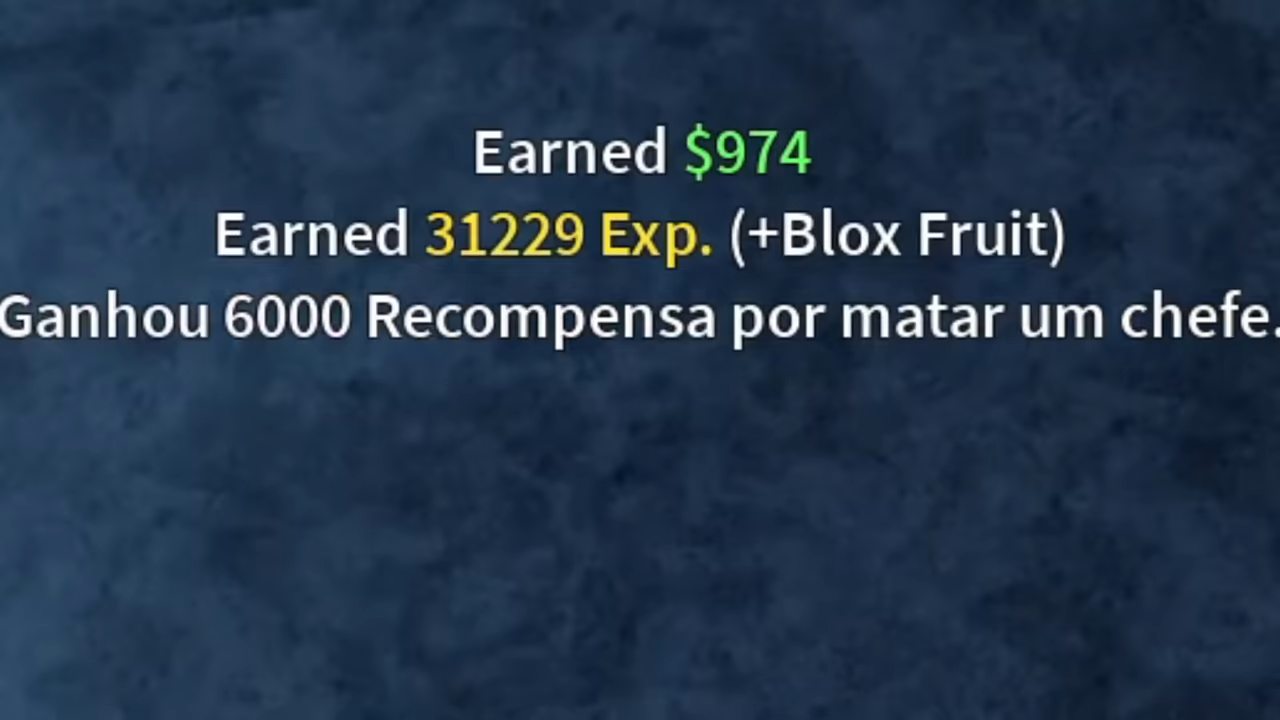 Earned $974
Earned 31229 Exp. (+Blox Fruit)
Ganhou 6000 Recompensa por matar um chefe.